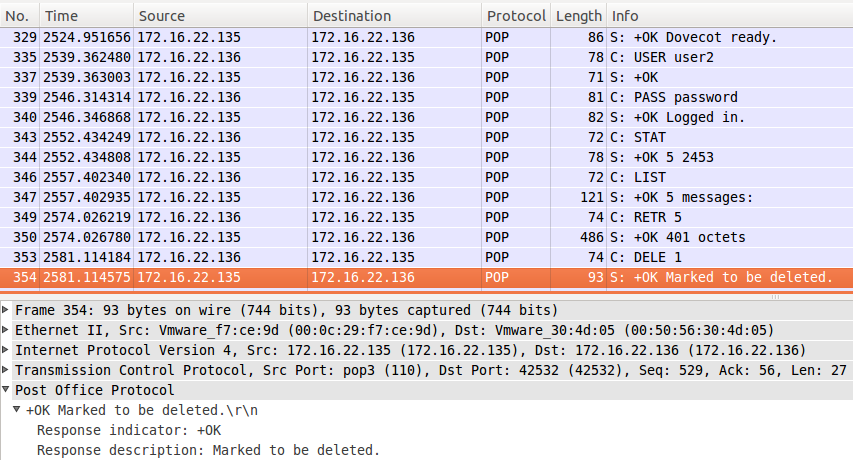 No. Time Source Destination Protocol Length Info
329 2524.951656 172.16.22.135 172.16.22.136 POP 86 S: +OK Dovecot ready.
335 2539.362480 172.16.22.136 172.16.22.135 POP 78 C: USER user2
337 2539.363003 172.16.22.135 172.16.22.136 POP 71 S: +OK
339 2546.314314 172.16.22.136 172.16.22.135 POP 81 C: PASS password
340 2546.346868 172.16.22.135 172.16.22.136 POP 82 S: +OK Logged in.
343 2552.434249 172.16.22.136 172.16.22.135 POP 72 C: STAT
344 2552.434808 172.16.22.135 172.16.22.136 POP 78 S: +OK 5 2453
346 2557.402340 172.16.22.136 172.16.22.135 POP 72 C: LIST
347 2557.402935 172.16.22.135 172.16.22.136 POP 121 S: +OK 5 messages:
349 2574.026219 172.16.22.136 172.16.22.135 POP 74 C: RETR 5
350 2574.026780 172.16.22.135 172.16.22.136 POP 486 S: +OK 401 octets
353 2581.114184 172.16.22.136 172.16.22.135 POP 74 C: DELE 1
354 2581.114575 172.16.22.135 172.16.22.136 POP 93 S: +OK Marked to be deleted.
Frame 354: 93 bytes on wire (744 bits), 93 bytes captured (744 bits)
Ethernet II, Src: Vmware_f7:ce:9d (00:0c:29:f7:ce:9d), Dst: Vmware_30:4d:05 (00:50:56:30:4d:05)
Internet Protocol Version 4, Src: 172.16.22.135 (172.16.22.135), Dst: 172.16.22.136 (172.16.22.136)
Transmission Control Protocol, Src Port: pop3 (110), Dst Port: 42532 (42532), Seq: 529, Ack: 56, Len: 27
Post Office Protocol
+OK Marked to be deleted.\r\n
Response indicator: +OK
Response description: Marked to be deleted.